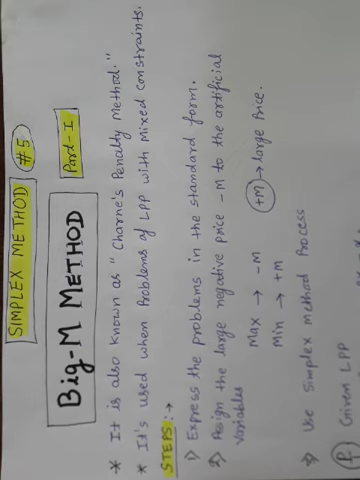 SIMPLEX METHOD #5
Big-M METHOD Part-I
* It is also known as "Charne's Penalty Method."
* It's used when Problems of LPP with mixed constraints.
STEPS:→
1) Express the problems in the standard form.
2) Assign the large negative price -M to the artificial
variables
Max → -M
Min → +M +M → large Price.
3) Use Simplex method Process
Given LPP